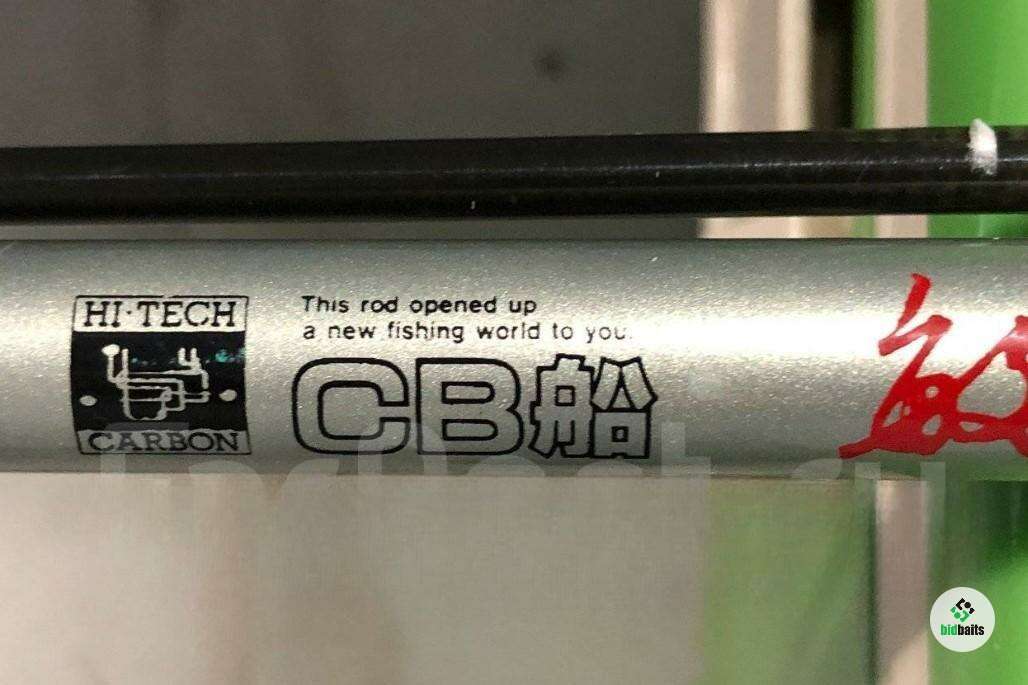 HI·TECH
CARBON
This rod opened up
a new fishing world to you.
CB船
bidbaits